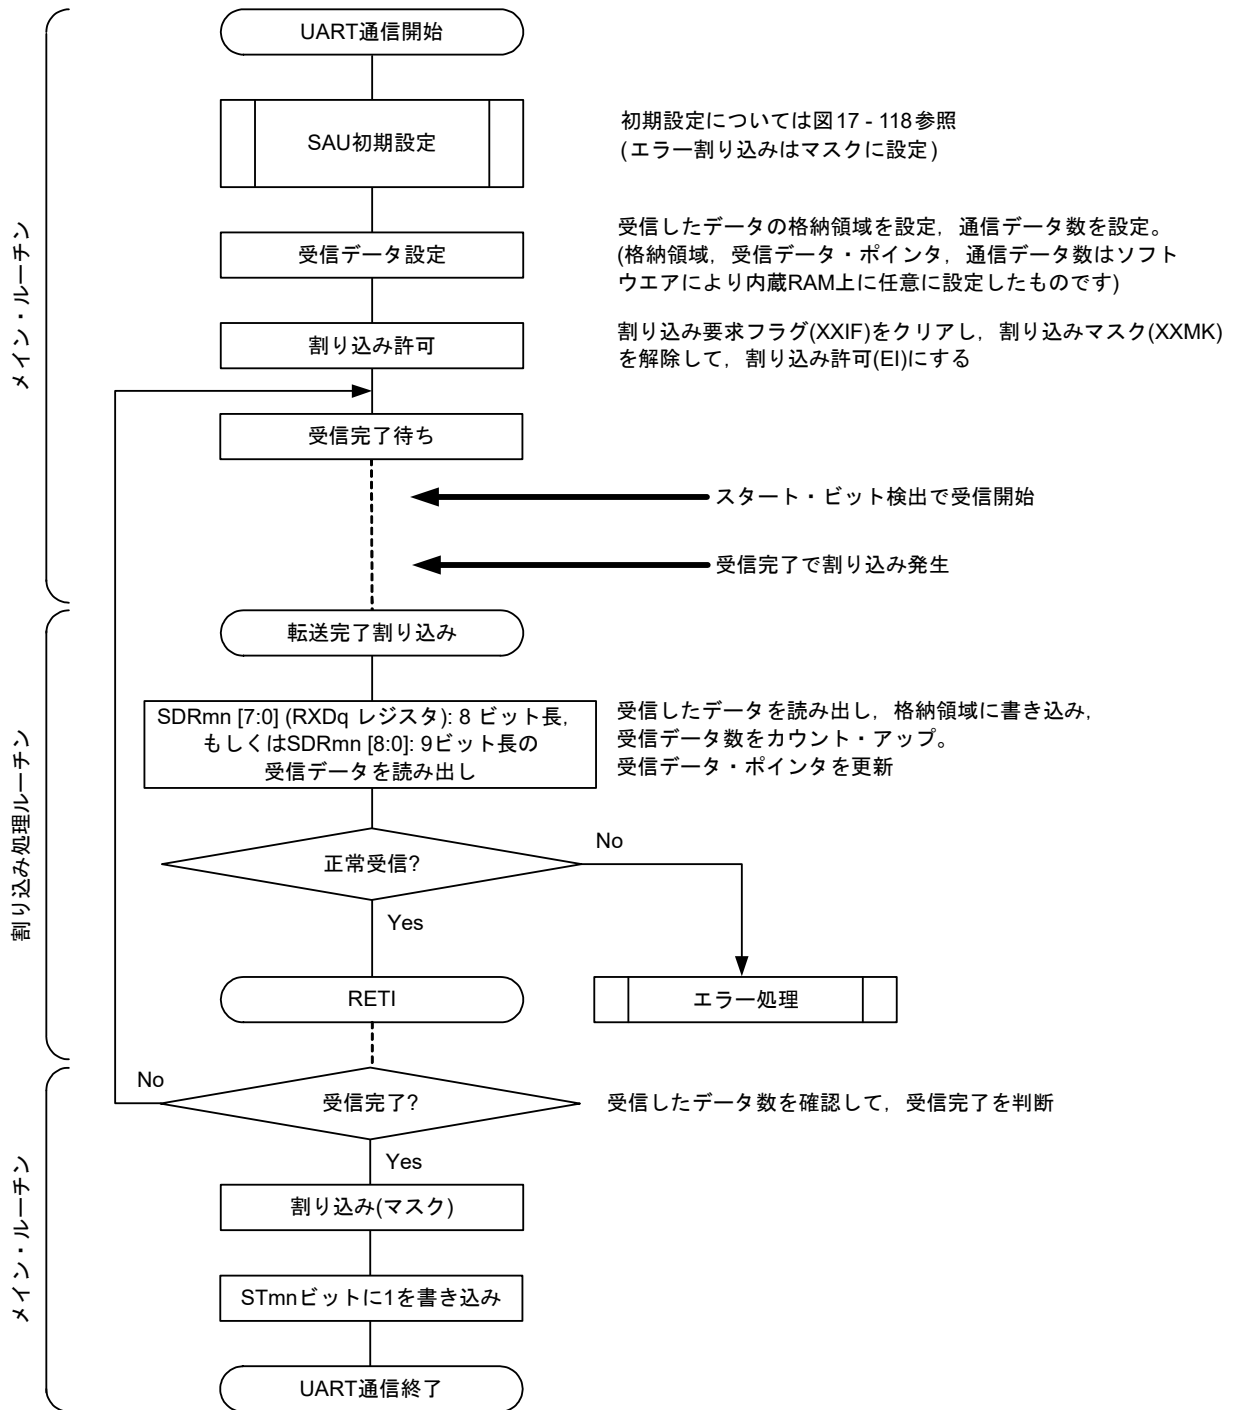 UART通信開始
SAU初期設定
初期設定については図17 - 118参照
(エラー割り込みはマスクに設定)
メイン・ルーチン
受信データ設定
受信したデータの格納領域を設定，通信データ数を設定。
(格納領域，受信データ・ポインタ，通信データ数はソフト
ウエアにより内蔵RAM上に任意に設定したものです)
割り込み許可
割り込み要求フラグ(XXIF)をクリアし，割り込みマスク(XXMK)
を解除して，割り込み許可(EI)にする
受信完了待ち
スタート・ビット検出で受信開始
受信完了で割り込み発生
転送完了割り込み
割り込み処理ルーチン
SDRmn [7:0] (RXDq レジスタ): 8 ビット長，
もしくはSDRmn [8:0]: 9ビット長の
受信データを読み出し
受信したデータを読み出し，格納領域に書き込み，
受信データ数をカウント・アップ。
受信データ・ポインタを更新
正常受信?
No
Yes
RETI
エラー処理
No
受信完了?
受信したデータ数を確認して，受信完了を判断
Yes
メイン・ルーチン
割り込み(マスク)
STmnビットに1を書き込み
UART通信終了